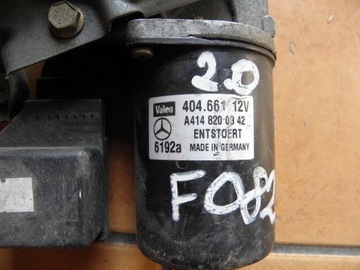 2.0
Valeo 404.661 12V
A414 820 03 42
ENTSTOERT
6192a MADE IN GERMANY
F082